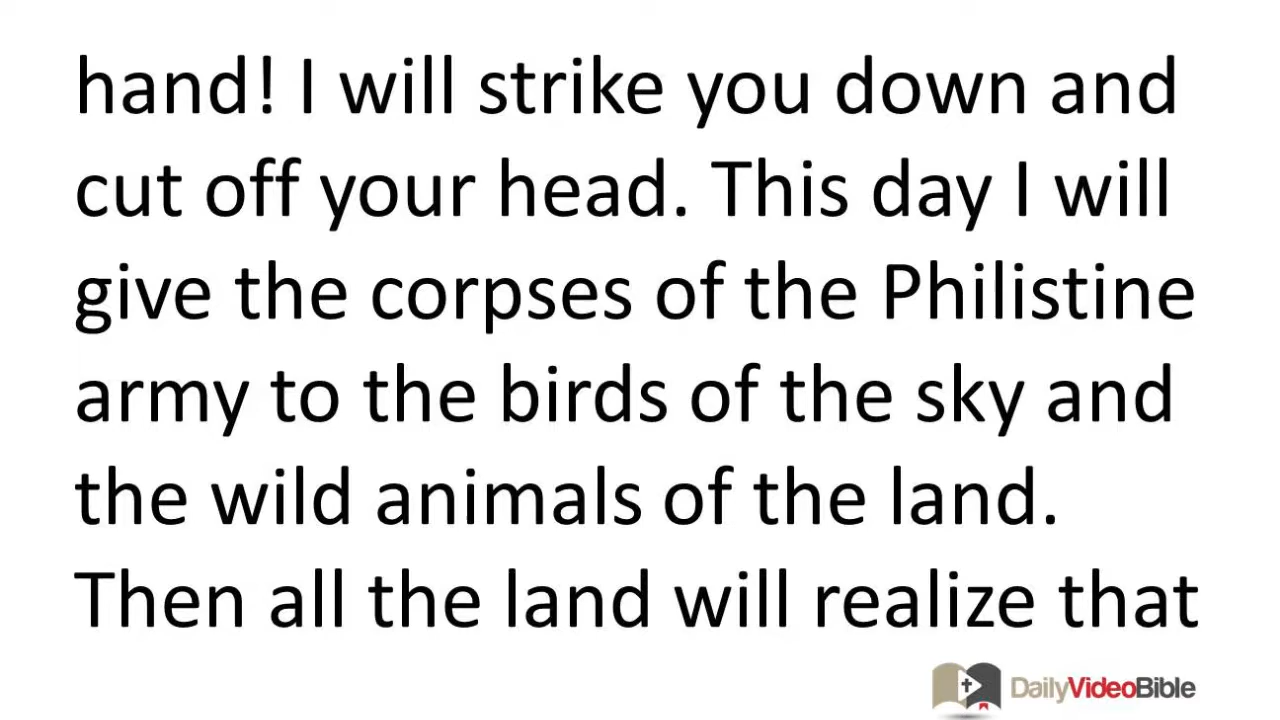 hand! I will strike you down and
cut off your head. This day I will
give the corpses of the Philistine
army to the birds of the sky and
the wild animals of the land.
Then all the land will realize that
DailyVideoBible